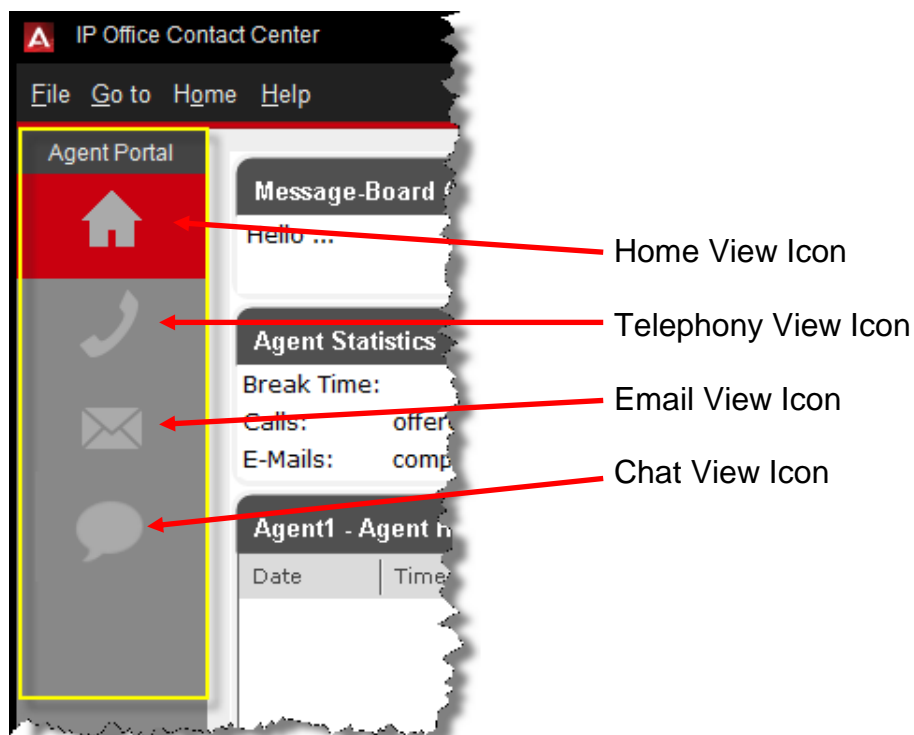 IP Office Contact Center
File Go to Home Help
Agent Portal
Message-Board
Hello ...
Home View Icon
Telephony View Icon
Agent Statistics
Break Time:
Email View Icon
Calls:
E-Mails:
Chat View Icon
Agent1 - Agent
Date Time